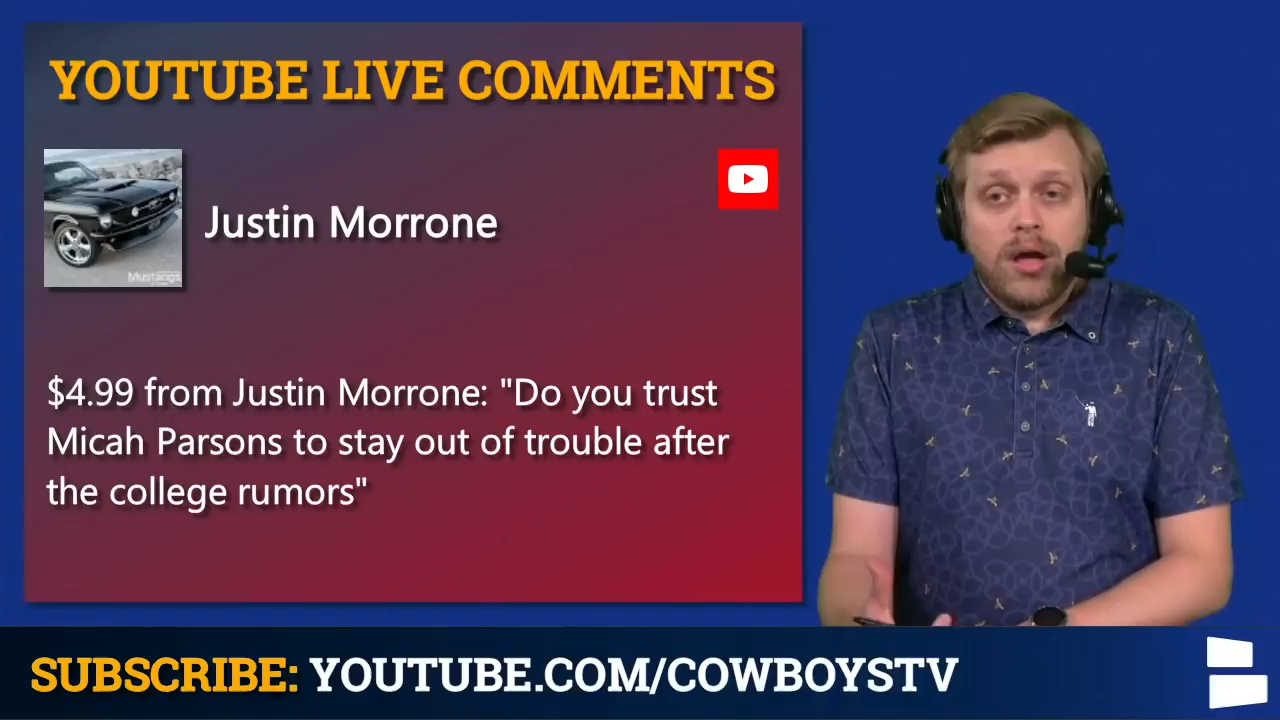 YOUTUBE LIVE COMMENTS
Mustangs
Justin Morrone
$4.99 from Justin Morrone: "Do you trust
Micah Parsons to stay out of trouble after
the college rumors"
SUBSCRIBE: YOUTUBE.COM/COWBOYSTV